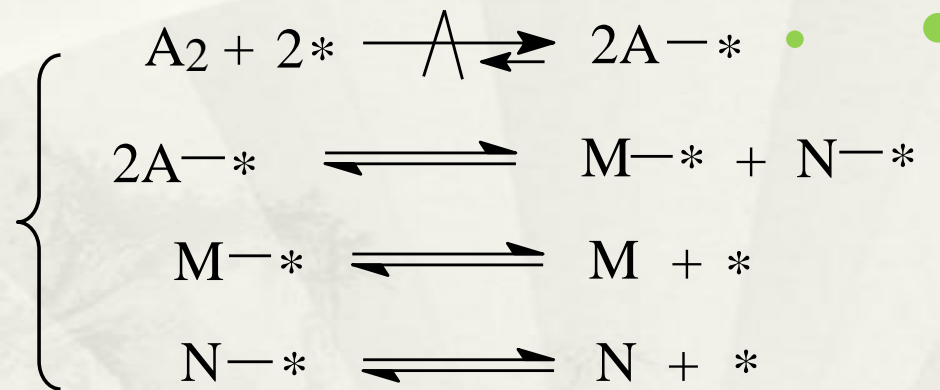 A2 + 2* ⇌ 2A—*
2A—* ⇌ M—* + N—*
M—* ⇌ M + *
N—* ⇌ N + *